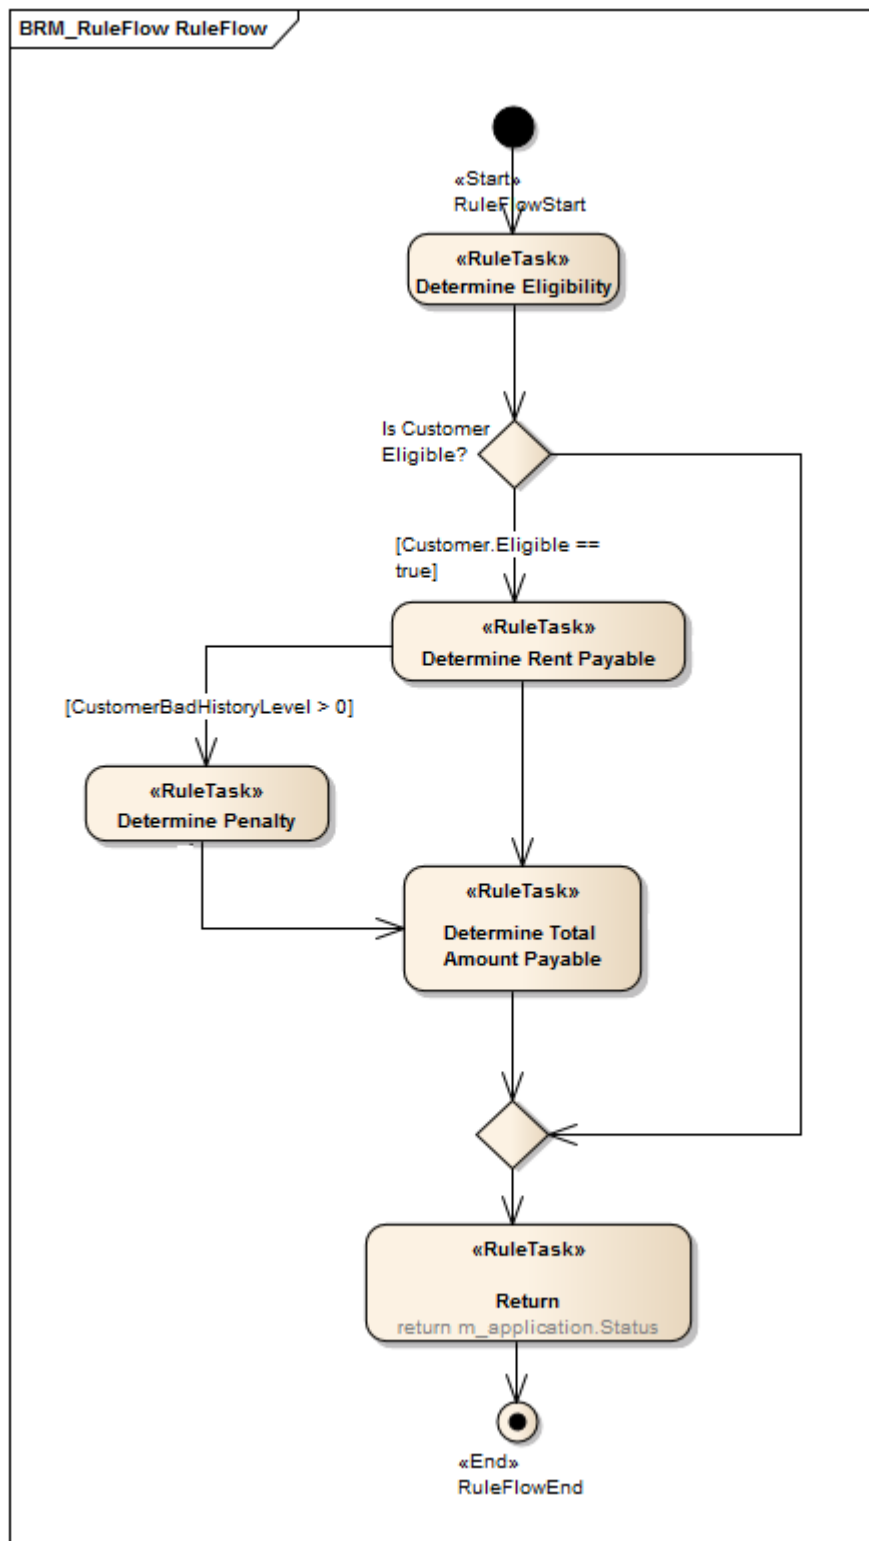 BRM_RuleFlow RuleFlow
«Start»
RuleFlowStart
«RuleTask»
Determine Eligibility
Is Customer
Eligible?
[Customer.Eligible ==
true]
«RuleTask»
Determine Rent Payable
[CustomerBadHistoryLevel > 0]
«RuleTask»
Determine Penalty
«RuleTask»
Determine Total
Amount Payable
«RuleTask»
Return
return m_application.Status
«End»
RuleFlowEnd